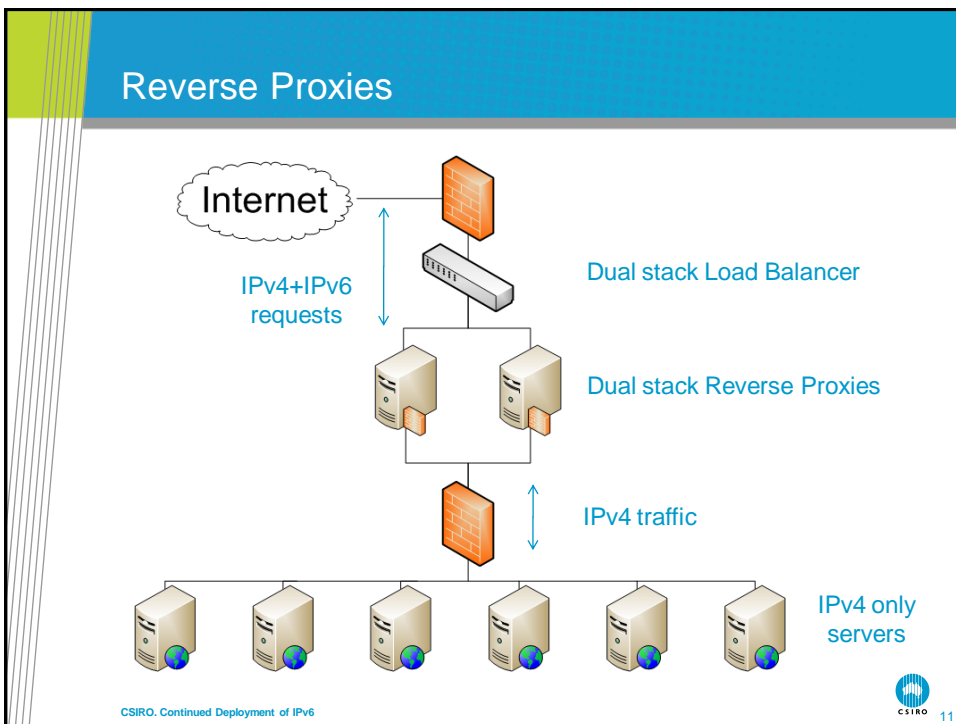 Reverse Proxies
Internet
IPv4+IPv6
requests
Dual stack Load Balancer
Dual stack Reverse Proxies
IPv4 traffic
IPv4 only
servers
CSIRO. Continued Deployment of IPv6
CSIRO
11